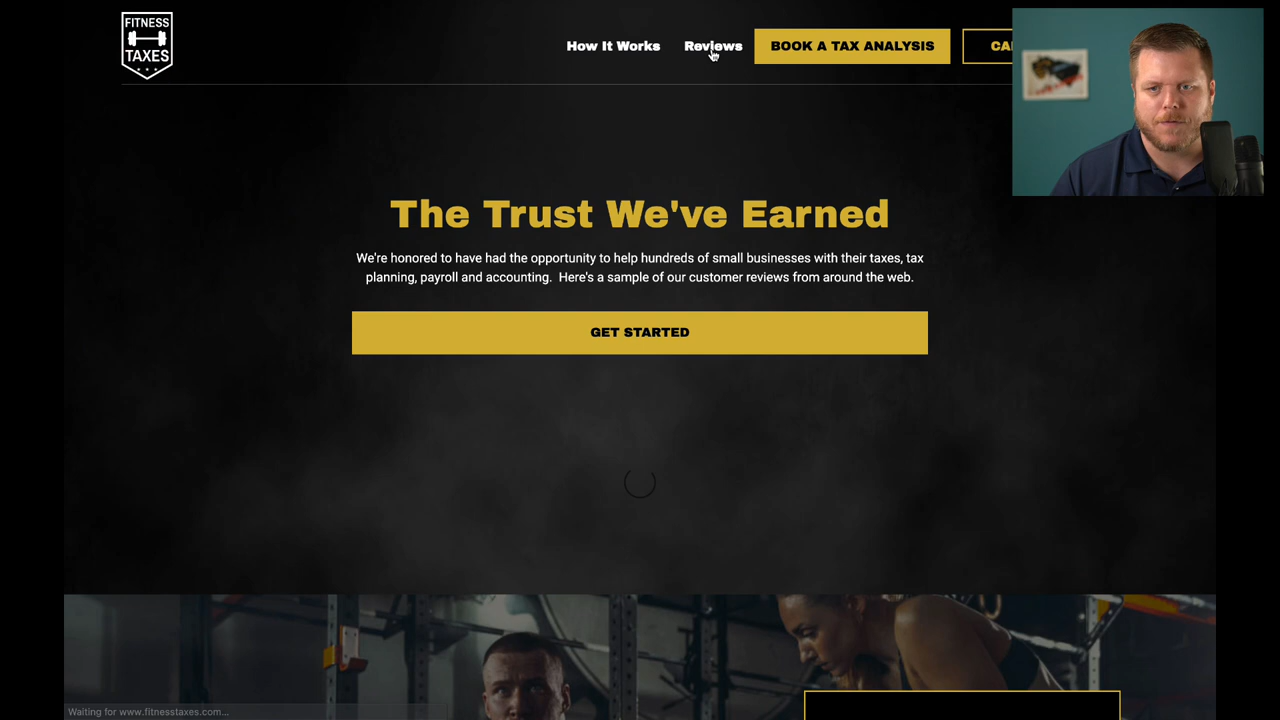 FITNESS
TAXES
How It Works
Reviews
BOOK A TAX ANALYSIS
The Trust We've Earned
We're honored to have had the opportunity to help hundreds of small businesses with their taxes, tax
planning, payroll and accounting.  Here's a sample of our customer reviews from around the web.
GET STARTED
Waiting for www.fitnesstaxes.com...